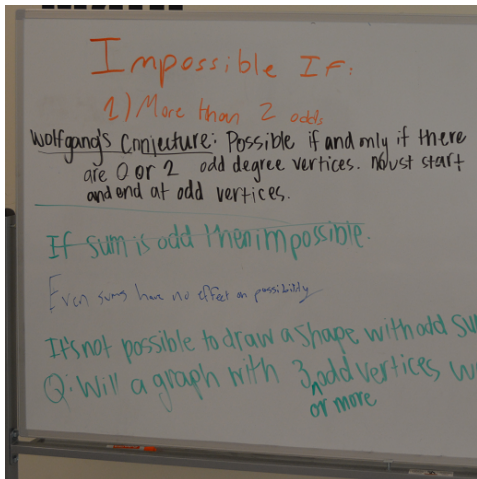 Impossible If:
1) More than 2 odds
Wolfgang's Conjecture: Possible if and only if there
are 0 or 2 odd degree vertices. must start
and end at odd vertices.
If sum is odd then impossible.
Even sums have no effect on possibility
It's not possible to draw a shape with odd
Q: Will a graph with 3 odd vertices
or more